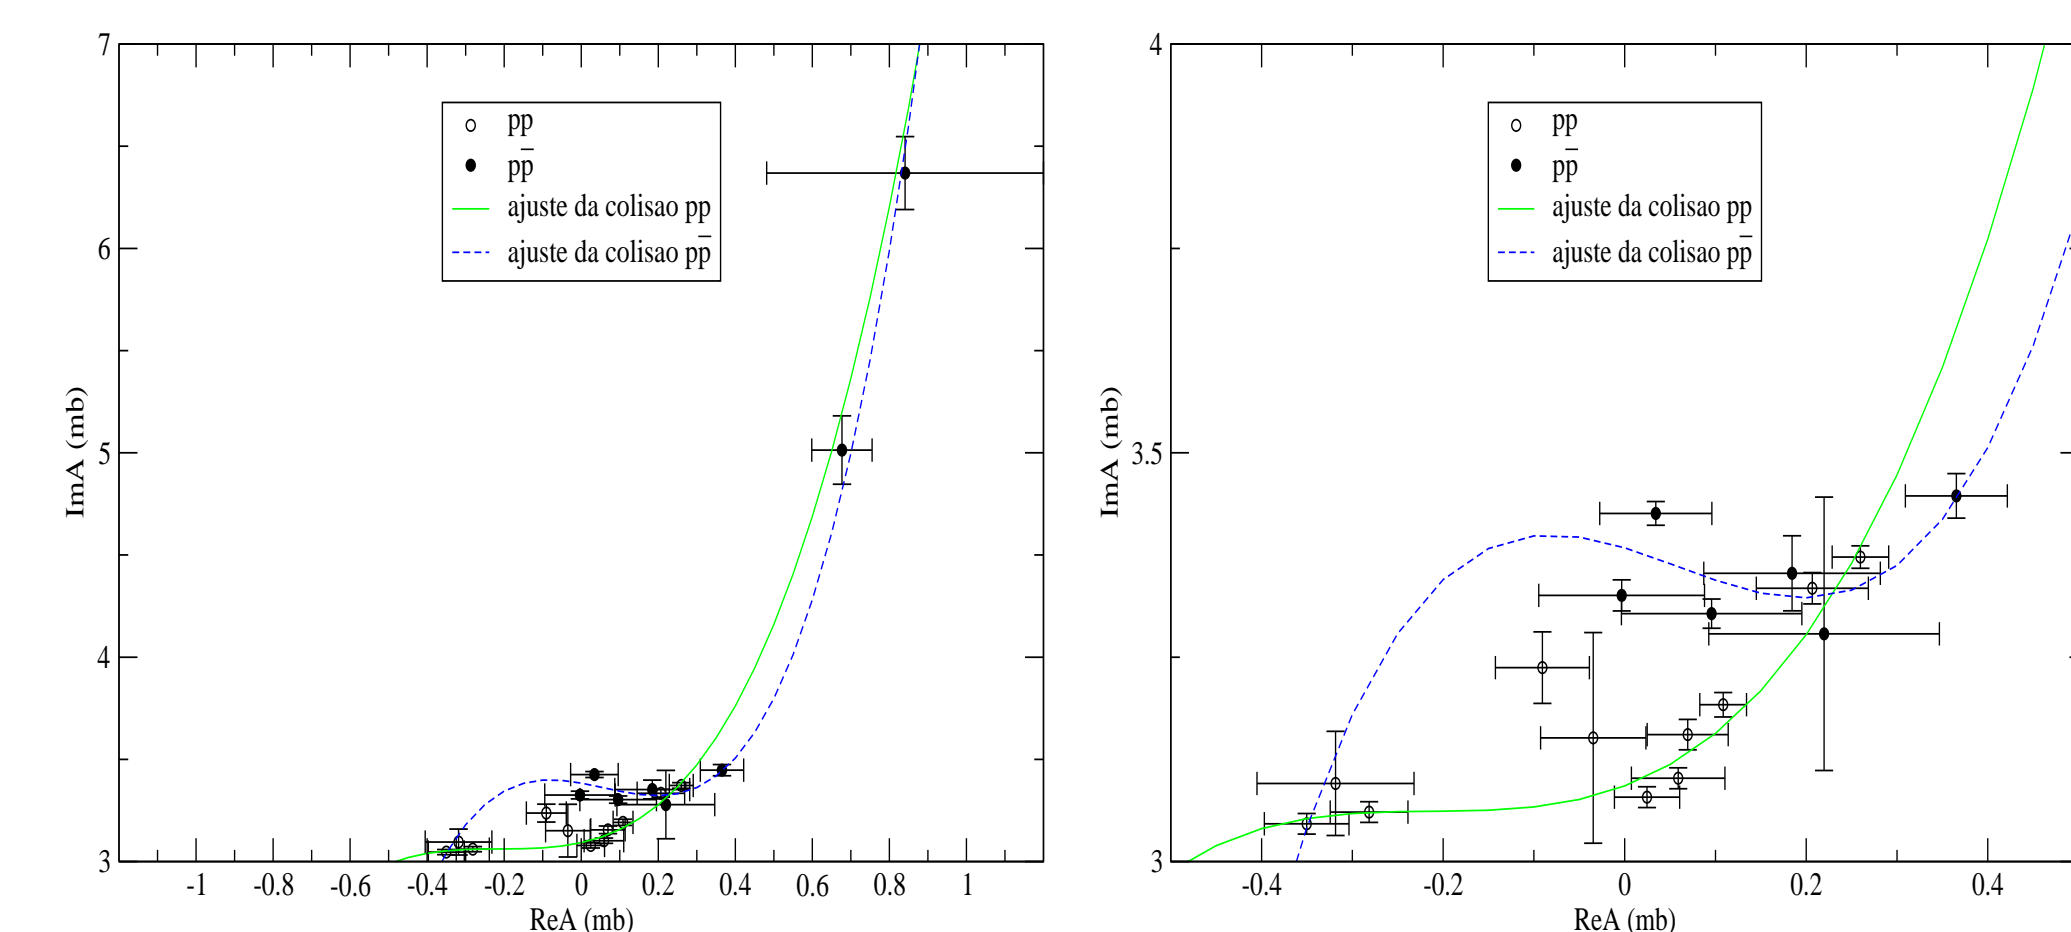 7
6
5
4
3
ImA (mb)
pp
pp̅
ajuste da colisao pp
ajuste da colisao pp̅
-1 -0.8 -0.6 -0.4 -0.2 0 0.2 0.4 0.6 0.8 1
ReA (mb)
4
3.5
3
ImA (mb)
pp
pp̅
ajuste da colisao pp
ajuste da colisao pp̅
-0.4 -0.2 0 0.2 0.4
ReA (mb)